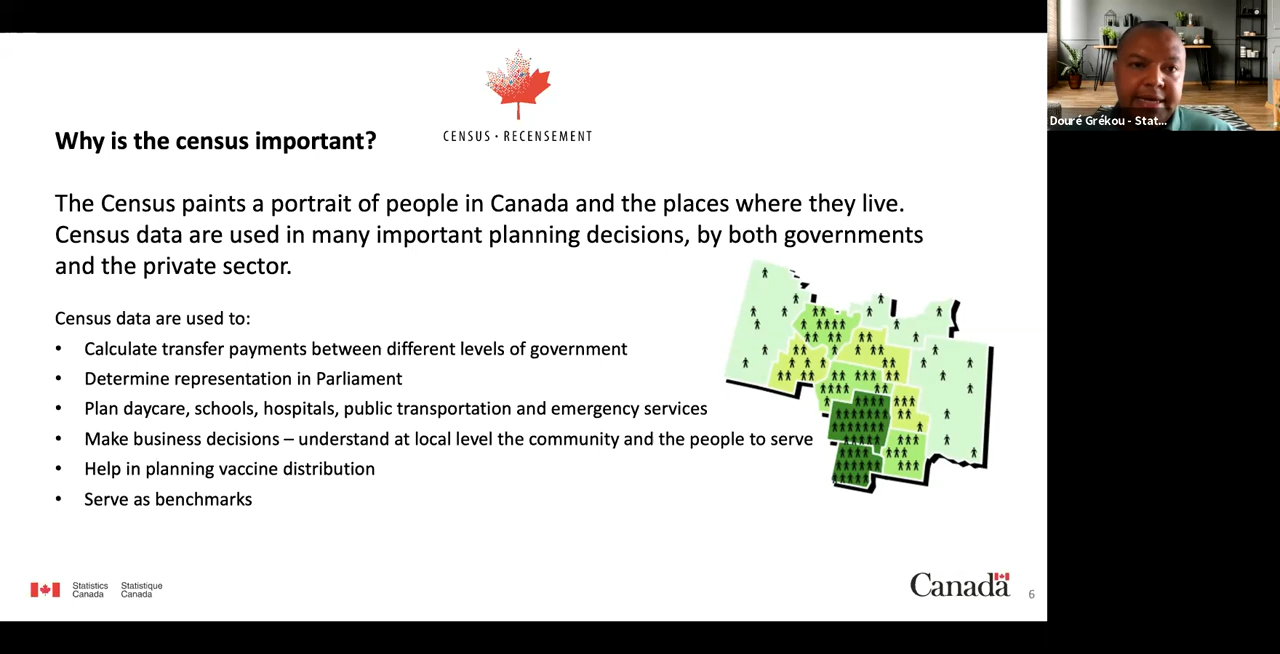 CENSUS • RECENSEMENT
Why is the census important?
The Census paints a portrait of people in Canada and the places where they live.
Census data are used in many important planning decisions, by both governments
and the private sector.
Census data are used to:
• Calculate transfer payments between different levels of government
• Determine representation in Parliament
• Plan daycare, schools, hospitals, public transportation and emergency services
• Make business decisions – understand at local level the community and the people to serve
• Help in planning vaccine distribution
• Serve as benchmarks
Statistics Canada
Statistique Canada
Canada
6
Douré Grékou - Stat...